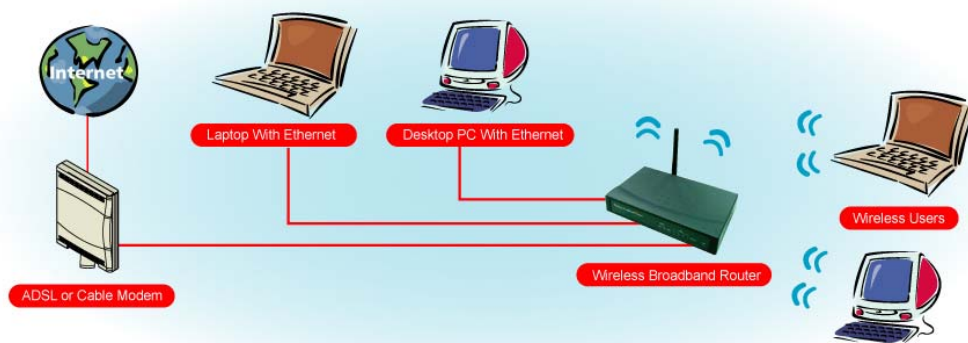 Internet
Laptop With Ethernet
Desktop PC With Ethernet
Wireless Users
Wireless Broadband Router
ADSL or Cable Modem